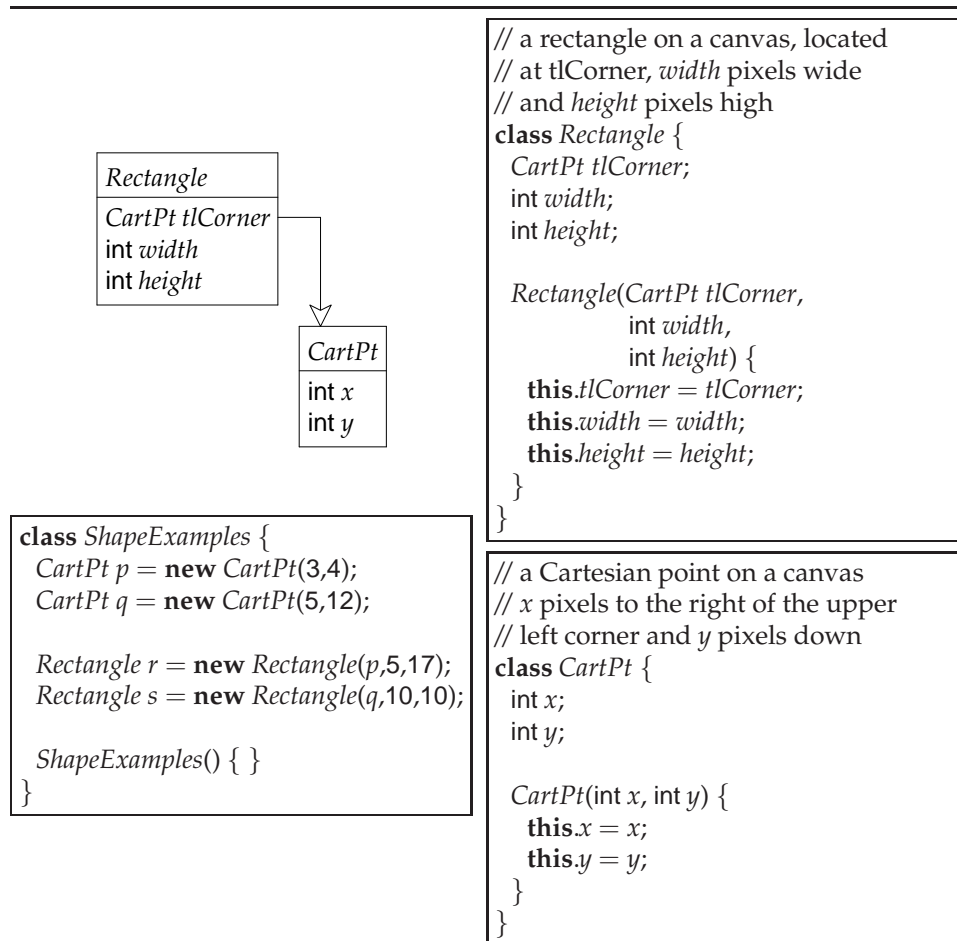 Rectangle
CartPt tlCorner
int width
int height
CartPt
int x
int y
class ShapeExamples {
CartPt p = new CartPt(3,4);
CartPt q = new CartPt(5,12);
Rectangle r = new Rectangle(p,5,17);
Rectangle s = new Rectangle(q,10,10);
ShapeExamples() { }
}
// a rectangle on a canvas, located
// at tlCorner, width pixels wide
// and height pixels high
class Rectangle {
CartPt tlCorner;
int width;
int height;
Rectangle(CartPt tlCorner,
int width,
int height) {
this.tlCorner = tlCorner;
this.width = width;
this.height = height;
}
}
// a Cartesian point on a canvas
// x pixels to the right of the upper
// left corner and y pixels down
class CartPt {
int x;
int y;
CartPt(int x, int y) {
this.x = x;
this.y = y;
}
}